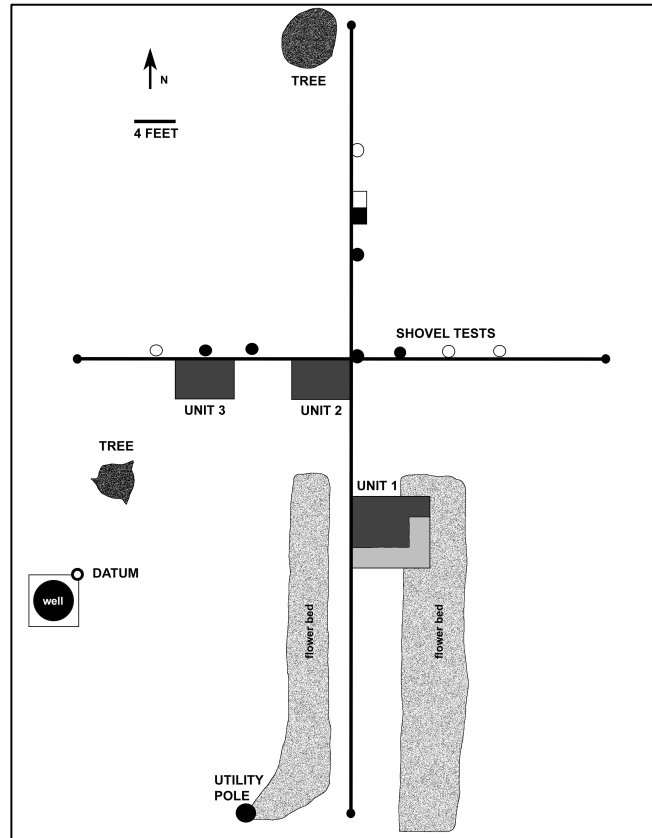 TREE
N
4 FEET
SHOVEL TESTS
UNIT 3
UNIT 2
TREE
UNIT 1
DATUM
well
flower bed
flower bed
UTILITY
POLE